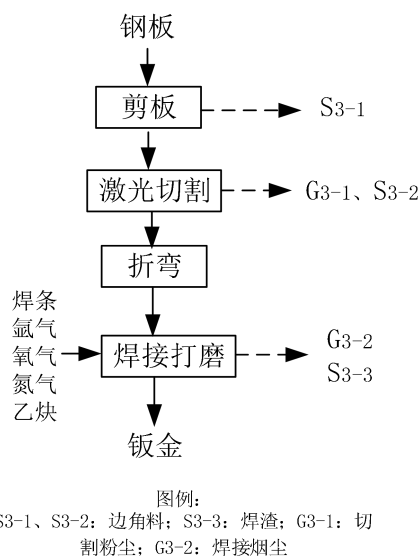 钢板
剪板
S3-1
激光切割
G3-1、S3-2
折弯
焊条
氩气
氧气
氮气
乙炔
焊接打磨
G3-2
S3-3
钣金
图例：
S3-1、S3-2：边角料；S3-3：焊渣；G3-1：切
割粉尘；G3-2：焊接烟尘